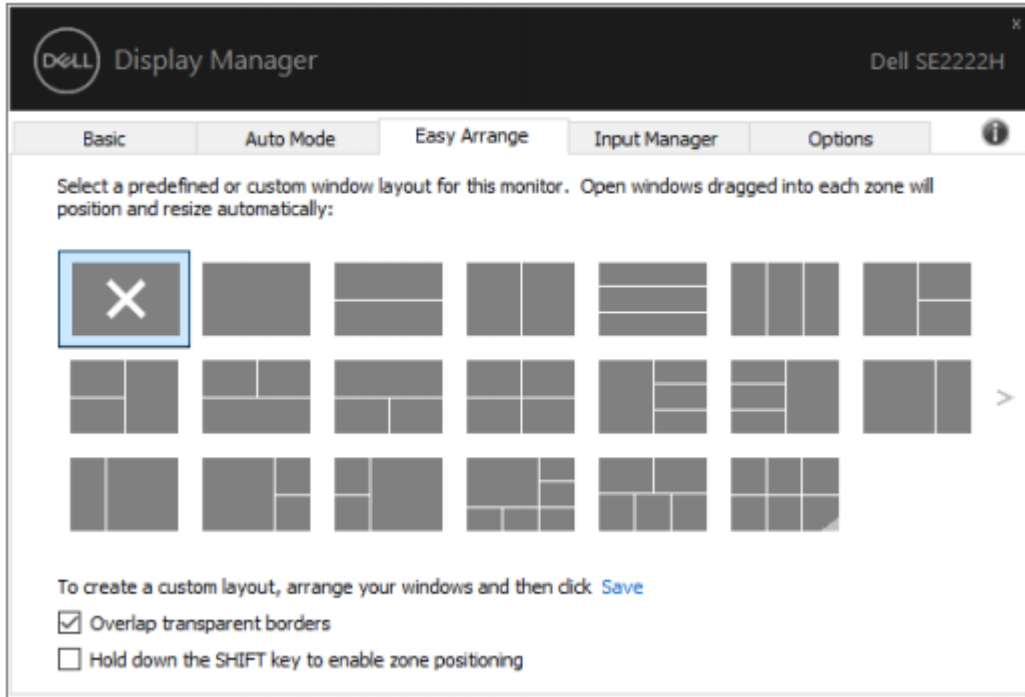 x
DELL Display Manager
Dell SE2222H
Basic Auto Mode Easy Arrange Input Manager Options
Select a predefined or custom window layout for this monitor. Open windows dragged into each zone will
position and resize automatically:
>
To create a custom layout, arrange your windows and then click Save
Overlap transparent borders
Hold down the SHIFT key to enable zone positioning